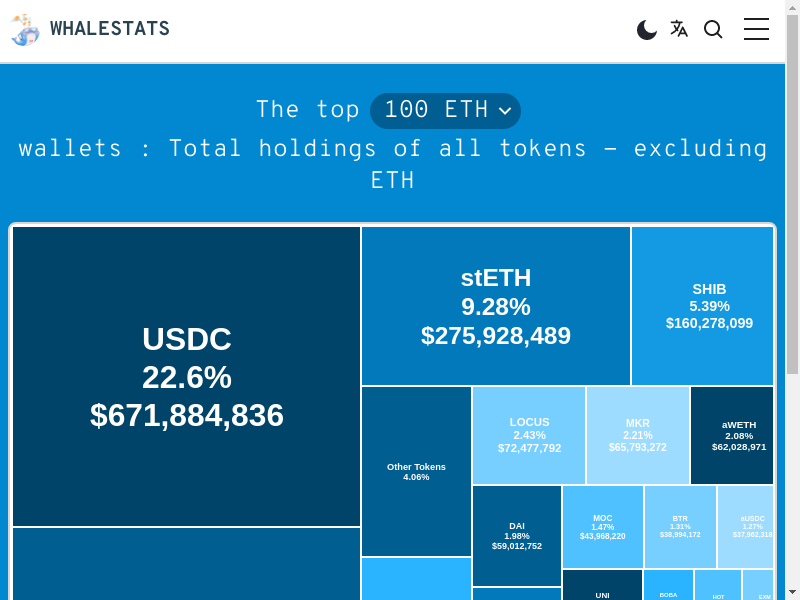 WHALESTATS
The top 100 ETH
wallets : Total holdings of all tokens – excluding
ETH
USDC
22.6%
$671,884,836
stETH
9.28%
$275,928,489
SHIB
5.39%
$160,278,099
Other Tokens
4.06%
LOCUS
2.43%
$72,477,792
MKR
2.21%
$65,793,272
aWETH
2.08%
$62,028,971
DAI
1.98%
$59,012,752
MOC
1.47%
$43,968,220
BTR
1.31%
$38,994,172
aUSDC
1.27%
UNI
BOBA
HOT
EXM